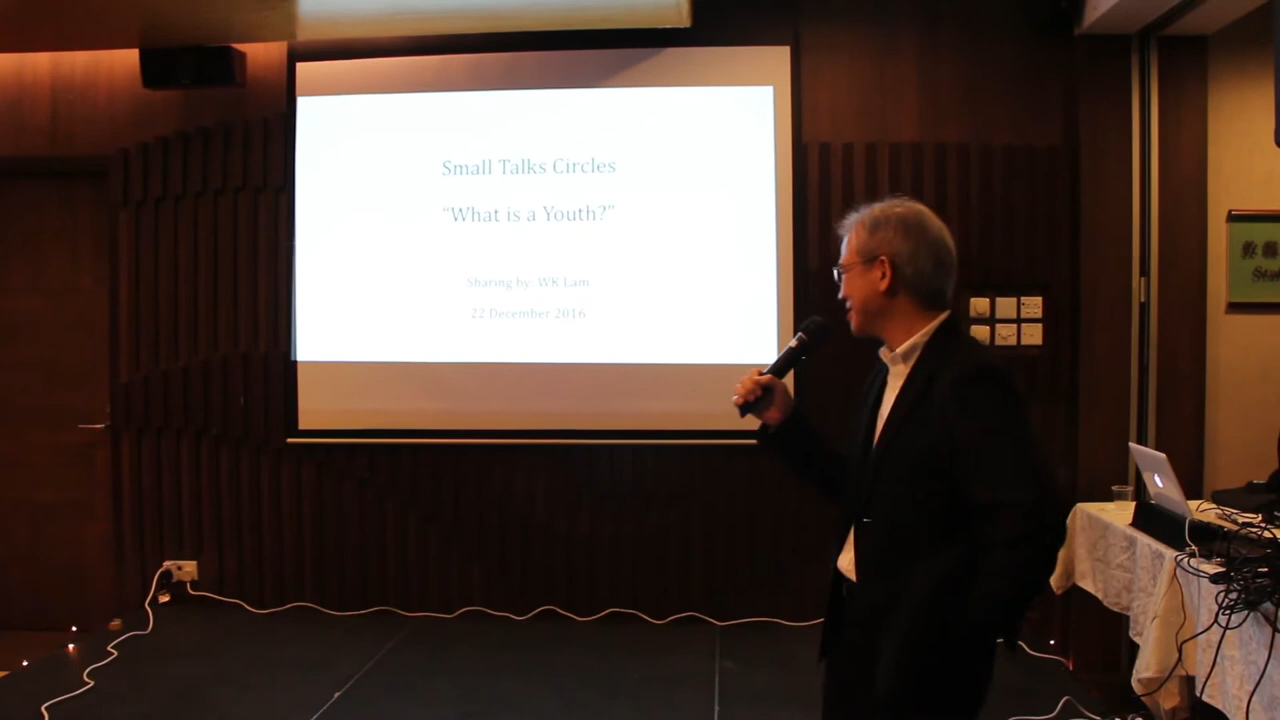 Small Talks Circles
“What is a Youth?”
Sharing by: WK Lam
22 December 2016